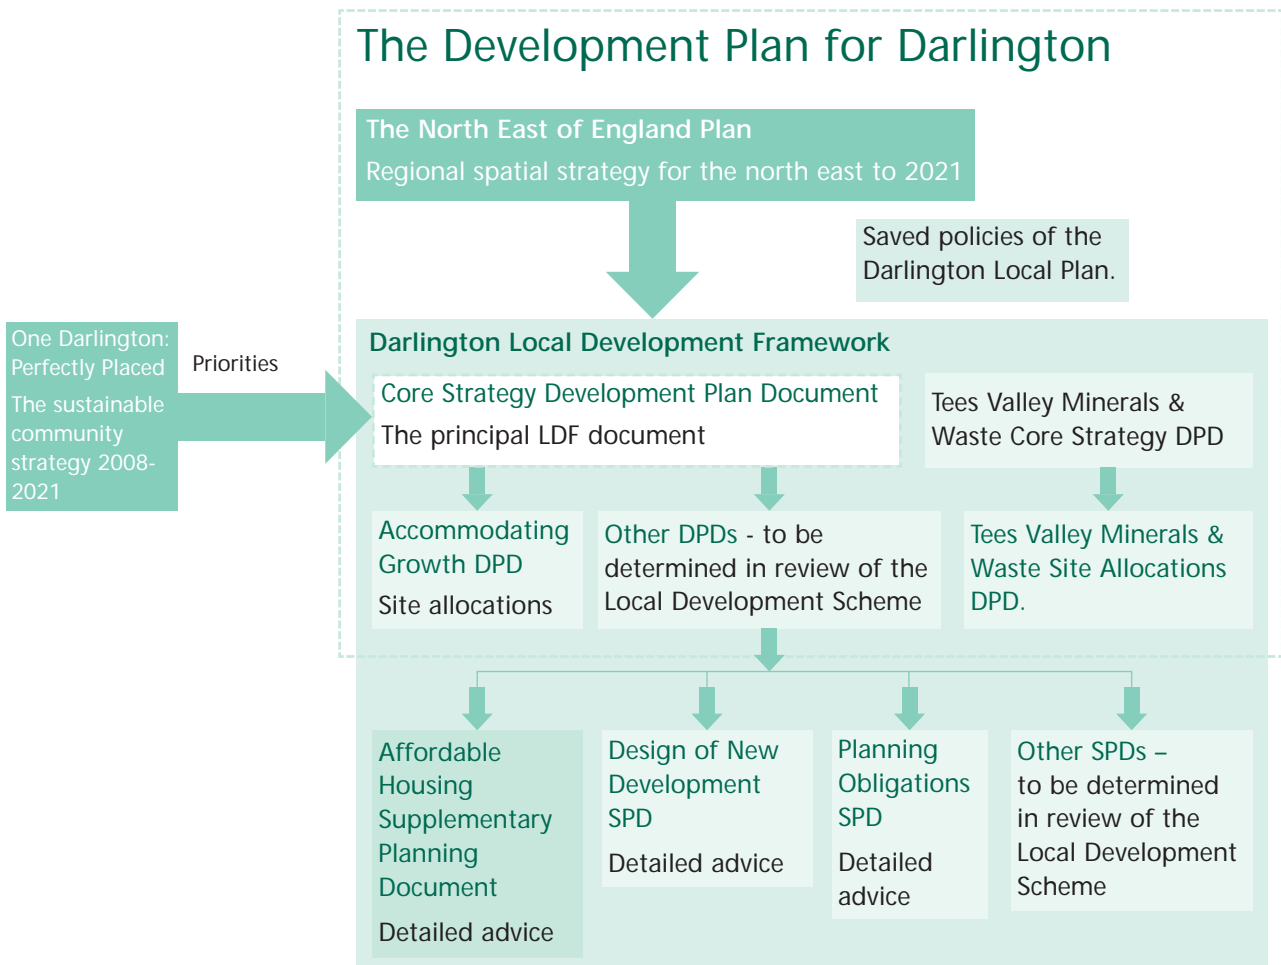 The Development Plan for Darlington
The North East of England Plan
Regional spatial strategy for the north east to 2021
Saved policies of the
Darlington Local Plan.
One Darlington:
Perfectly Placed
The sustainable
community
strategy 2008-
2021
Priorities
Darlington Local Development Framework
Core Strategy Development Plan Document
The principal LDF document
Tees Valley Minerals &
Waste Core Strategy DPD
Accommodating
Growth DPD
Site allocations
Other DPDs - to be
determined in review of the
Local Development Scheme
Tees Valley Minerals &
Waste Site Allocations
DPD.
Affordable
Housing
Supplementary
Planning
Document
Detailed advice
Design of New
Development
SPD
Detailed advice
Planning
Obligations
SPD
Detailed
advice
Other SPDs –
to be determined
in review of the
Local Development
Scheme